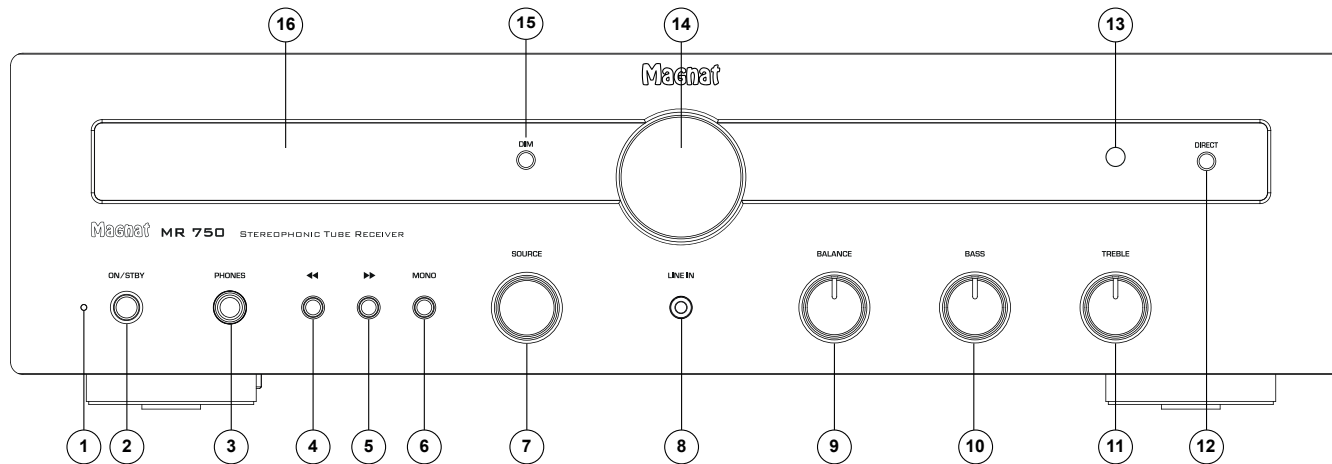 16 15 14 13
Magnat
DIM
DIRECT
Magnat MR 750 STEREOPHONIC TUBE RECEIVER
SOURCE LINE IN BALANCE BASS TREBLE
ON/STBY PHONES ◀◀ ▶▶ MONO
1 2 3 4 5 6 7 8 9 10 11 12